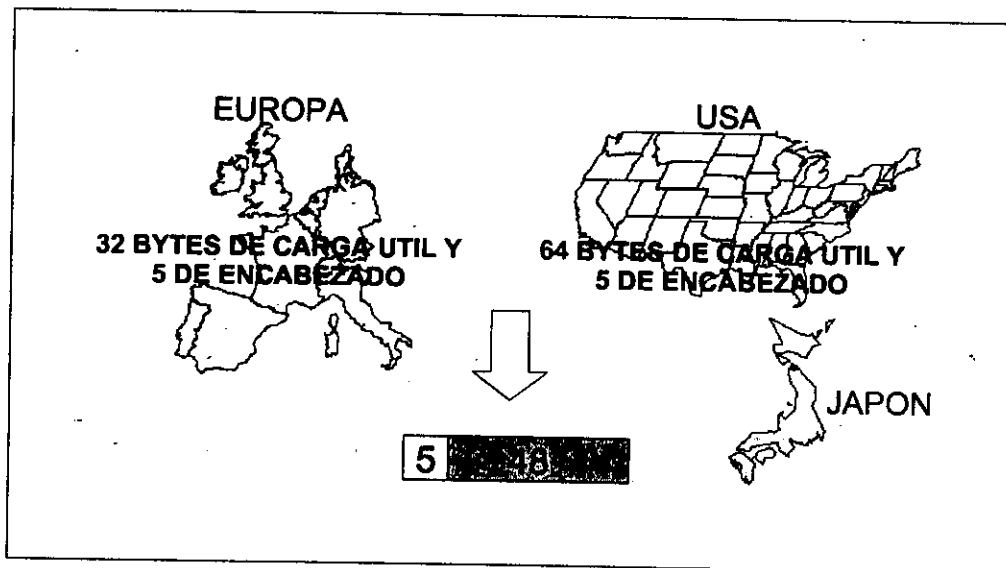 EUROPA
32 BYTES DE CARGA UTIL Y
5 DE ENCABEZADO
USA
64 BYTES DE CARGA UTIL Y
5 DE ENCABEZADO
JAPON
5 48